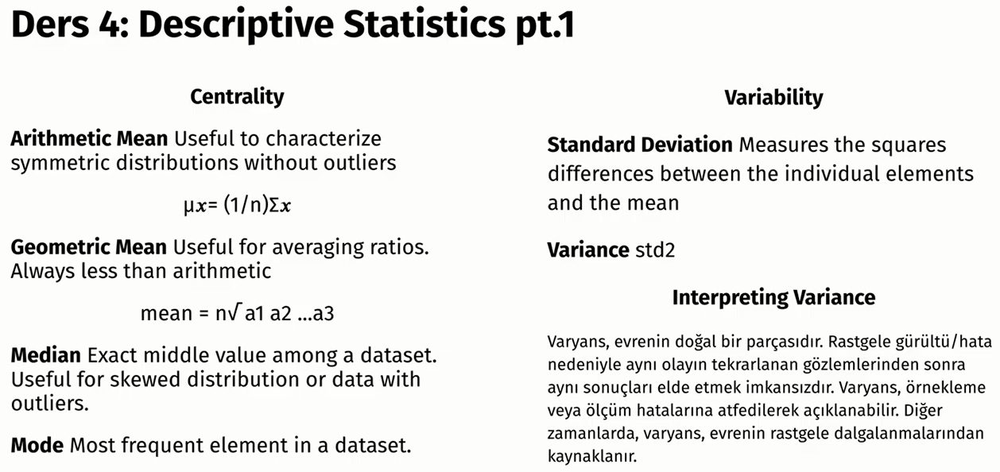 Ders 4: Descriptive Statistics pt.1
Centrality
Arithmetic Mean Useful to characterize
symmetric distributions without outliers
μx= (1/n)Σx
Geometric Mean Useful for averaging ratios.
Always less than arithmetic
mean = n√ a1 a2 ...a3
Median Exact middle value among a dataset.
Useful for skewed distribution or data with
outliers.
Mode Most frequent element in a dataset.
Variability
Standard Deviation Measures the squares
differences between the individual elements
and the mean
Variance std2
Interpreting Variance
Varyans, evrenin doğal bir parçasıdır. Rastgele gürültü/hata
nedeniyle aynı olayın tekrarlanan gözlemlerinden sonra
aynı sonuçları elde etmek imkansızdır. Varyans, örnekleme
veya ölçüm hatalarına atfedilerek açıklanabilir. Diğer
zamanlarda, varyans, evrenin rastgele dalgalanmalarından
kaynaklanır.